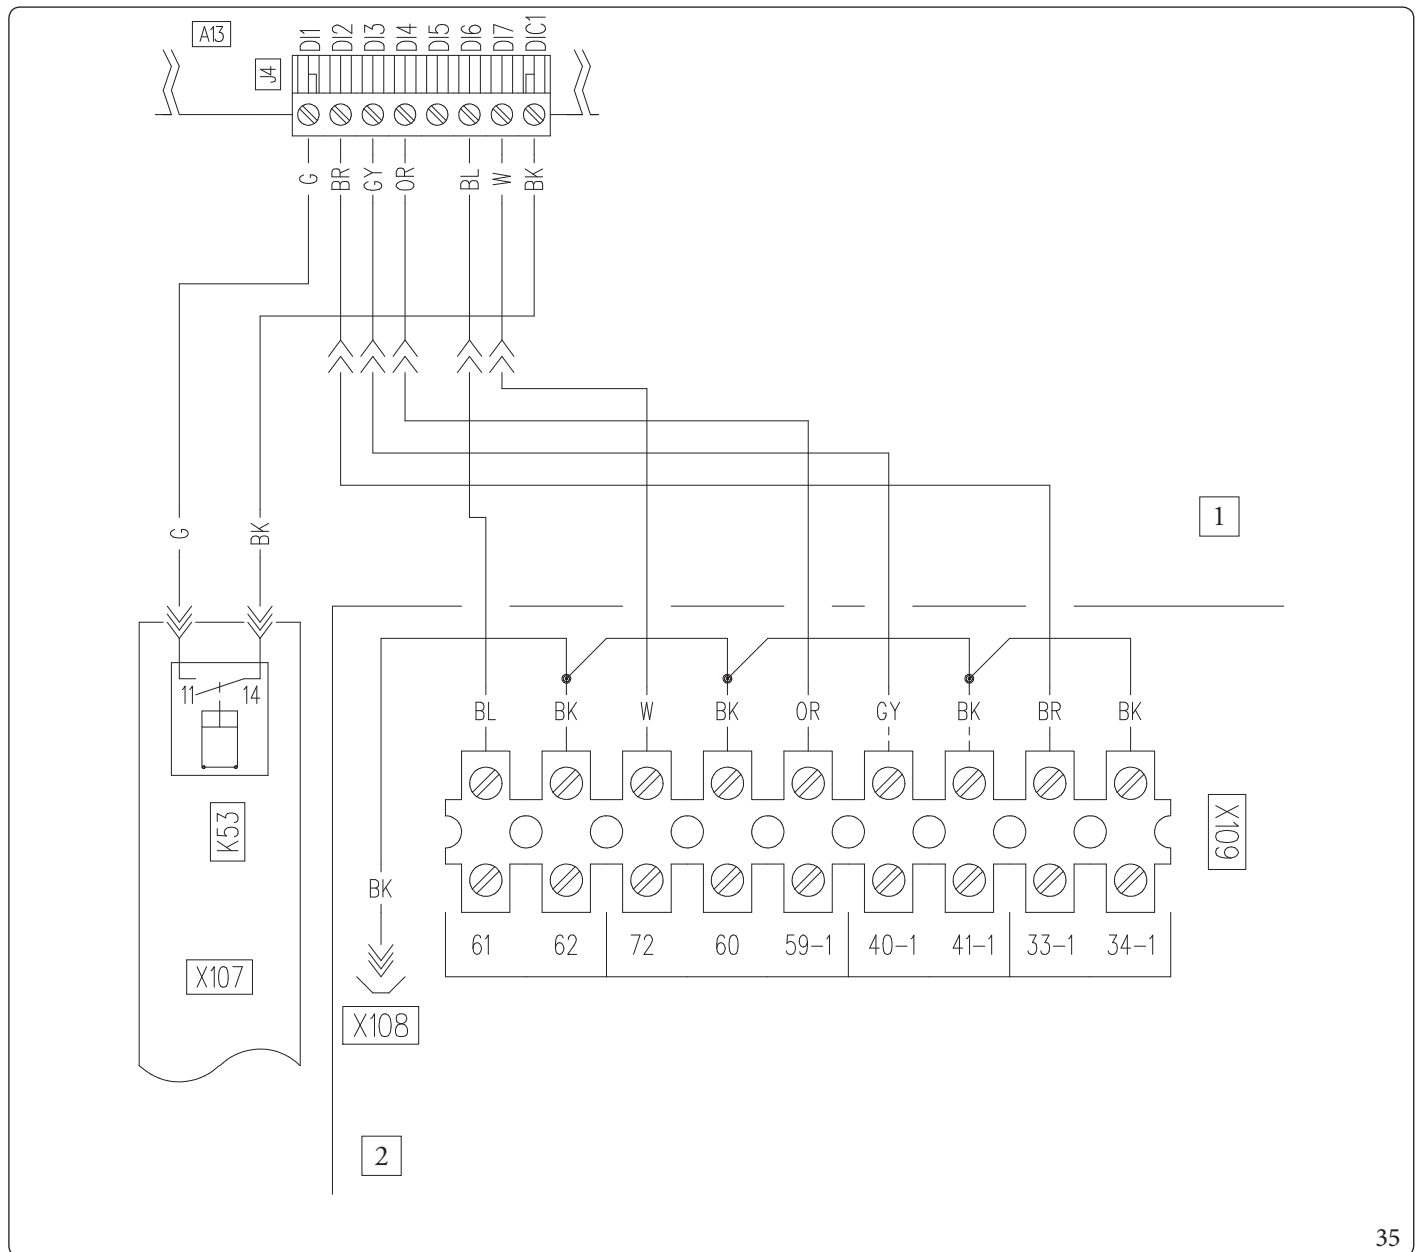 A13
J4
DI1 DI2 DI3 DI4 DI5 DI6 DI7 DIC1
G BR GY OR BL W BK
1
G BK
11 14
BL BK W BK OR GY BK BR BK
K53
X109
BK
61 62 72 60 59-1 40-1 41-1 33-1 34-1
X107
X108
2
35